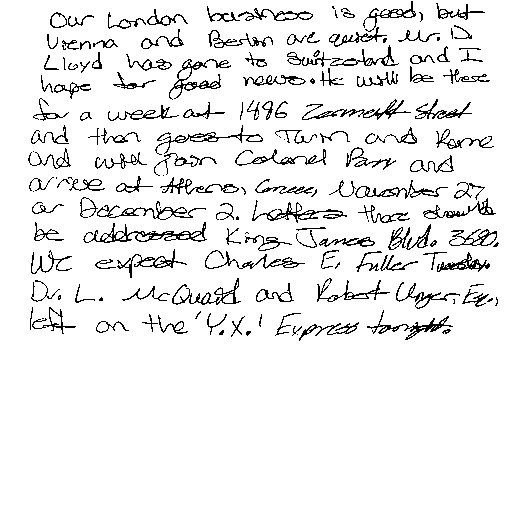 Our London business is good, but
Vienna and Berlin are quiet. Mr. D.
Lloyd has gone to Switzerland and I
hope for good news. He will be there
for a week at 1496 Zermatt Street
and then goes to Turin and Rome
and will join Colonel Parr and
arrive at Athens, Greece, November 27
or December 2. Letters there should
be addressed King James Blvd. 3580.
We expect Charles E. Fuller Tuesday.
Dr. L. McQuaid and Robert Unger, Esq.,
left on the 'Y.X.' Express tonight.